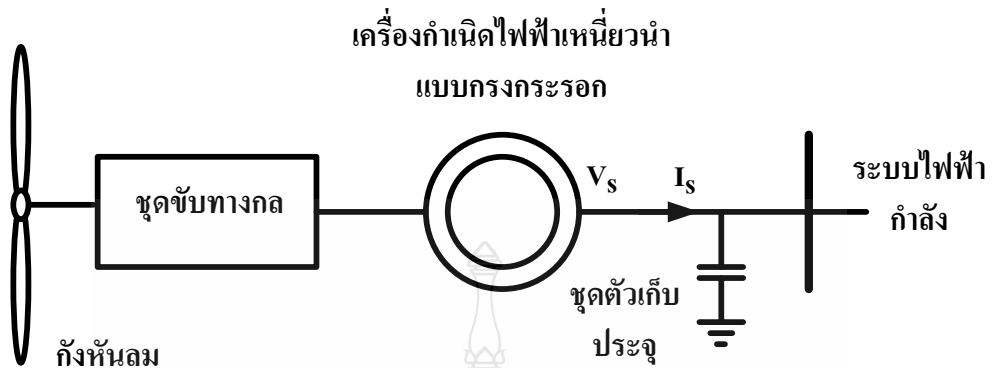 เครื่องกำเนิดไฟฟ้าเหนี่ยวนำ
แบบกรงกระรอก
ชุดขับทางกล
Vs
Is
ระบบไฟฟ้า
กำลัง
ชุดตัวเก็บ
ประจุ
กังหันลม